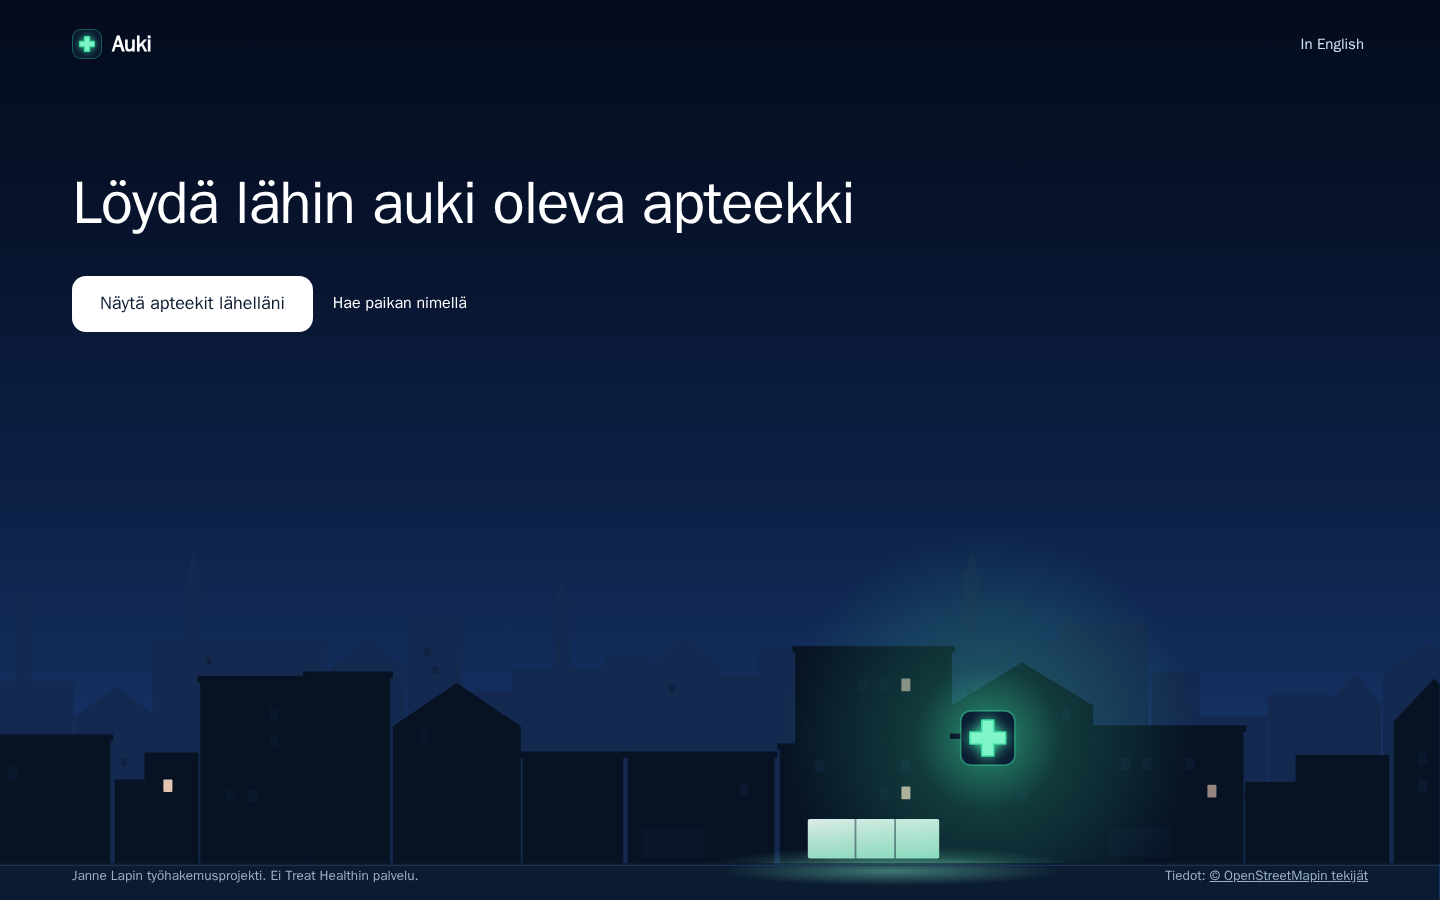 Auki
In English
Löydä lähin auki oleva apteekki
Näytä apteekit lähelläni
Hae paikan nimellä
Janne Lapin työhakemusprojekti. Ei Treat Healthin palvelu.
Tiedot: © OpenStreetMapin tekijät